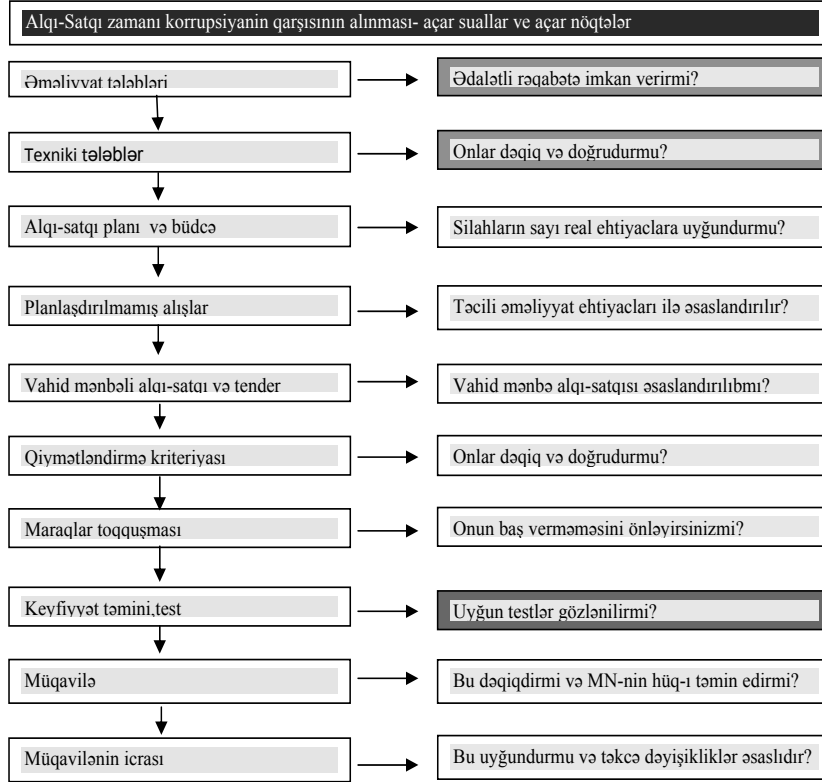 Alqı-Satqı zamanı korrupsiyanin qarşısının alınması- açar suallar ve açar nöqtələr
Əməliyyat tələbləri
Ədalətli rəqabətə imkan verirmi?
Texniki tələblər
Onlar dəqiq və doğrudurmu?
Alqı-satqı planı və büdcə
Silahların sayı real ehtiyaclara uyğundurmu?
Planlaşdırılmamış alışlar
Təcili əməliyyat ehtiyacları ilə əsaslandırılır?
Vahid mənbəli alqı-satqı və tender
Vahid mənbə alqı-satqısı əsaslandırılıbmı?
Qiymətləndirmə kriteriyası
Onlar dəqiq və doğrudurmu?
Maraqlar toqquşması
Onun baş verməməsini önləyirsinizmi?
Keyfiyyət təmini,test
Uyğun testlər gözlənilirmi?
Müqavilə
Bu dəqiqdirmi və MN-nin hüq-ı təmin edirmi?
Müqavilənin icrası
Bu uyğundurmu və təkcə dəyişikliklər əsaslıdır?